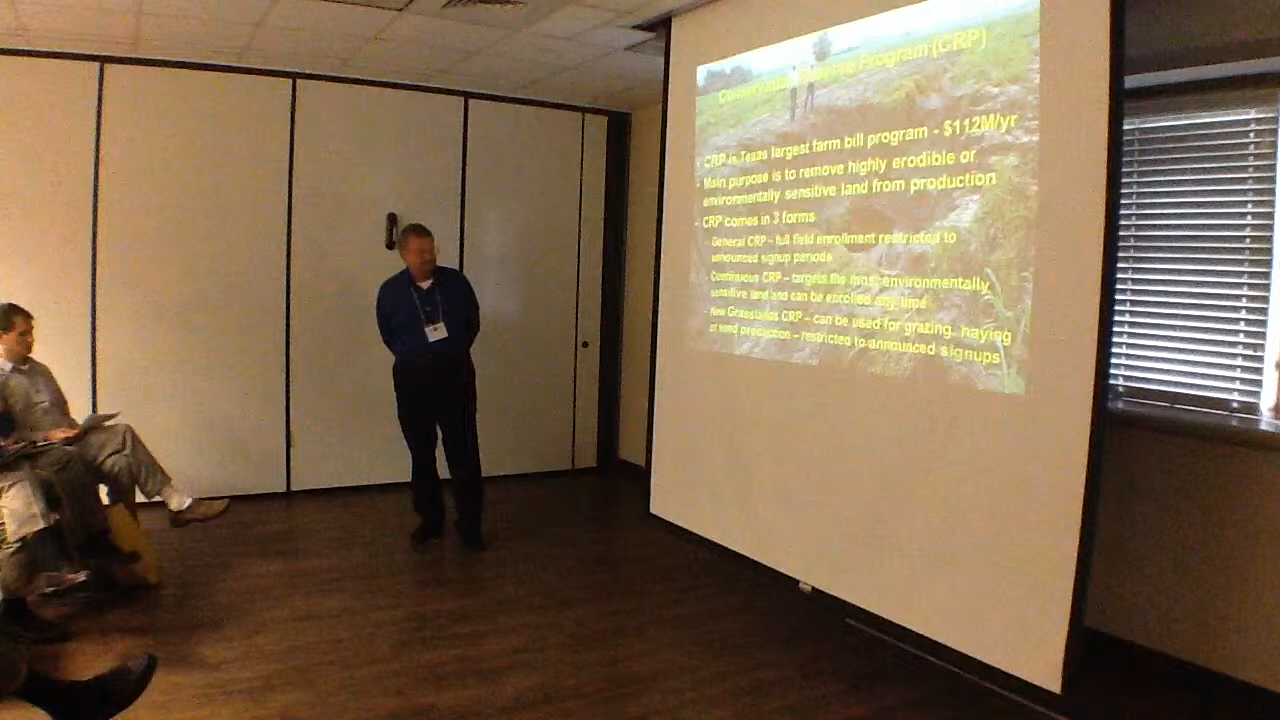 Conservation Reserve Program (CRP)
- CRP is Texas largest farm bill program - $112M/yr
- Main purpose is to remove highly erodible or
environmentally sensitive land from production
- CRP comes in 3 forms
- General CRP – full field enrollment restricted to
announced signup periods
Continuous CRP – targets the most environmentally
sensitive land and can be enrolled any time
New Grasslands CRP – can be used for grazing, haying
or seed production – restricted to announced signups